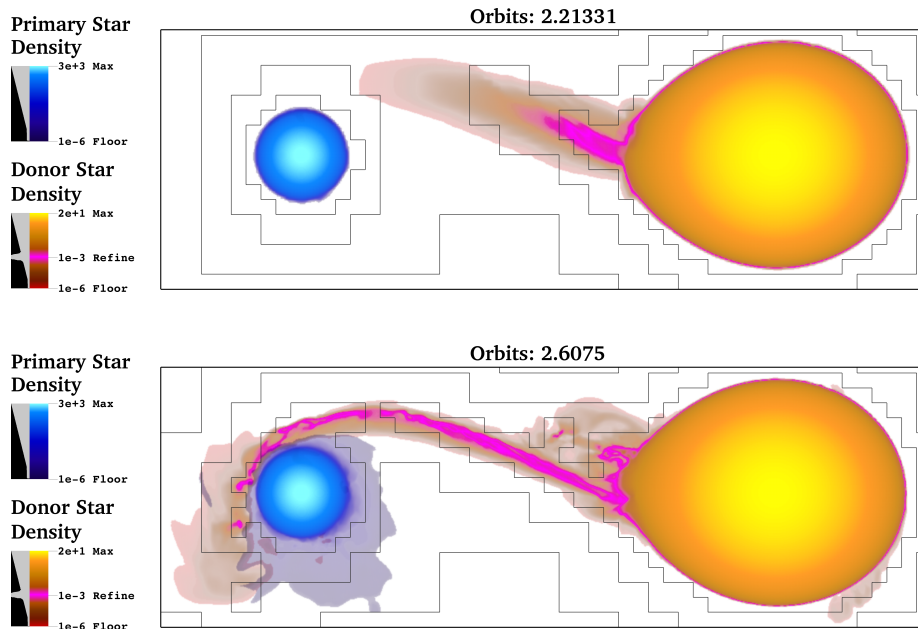 Orbits: 2.21331
Primary Star
Density
3e+3 Max
1e-6 Floor
Donor Star
Density
2e+1 Max
1e-3 Refine
1e-6 Floor
Orbits: 2.6075
Primary Star
Density
3e+3 Max
1e-6 Floor
Donor Star
Density
2e+1 Max
1e-3 Refine
1e-6 Floor